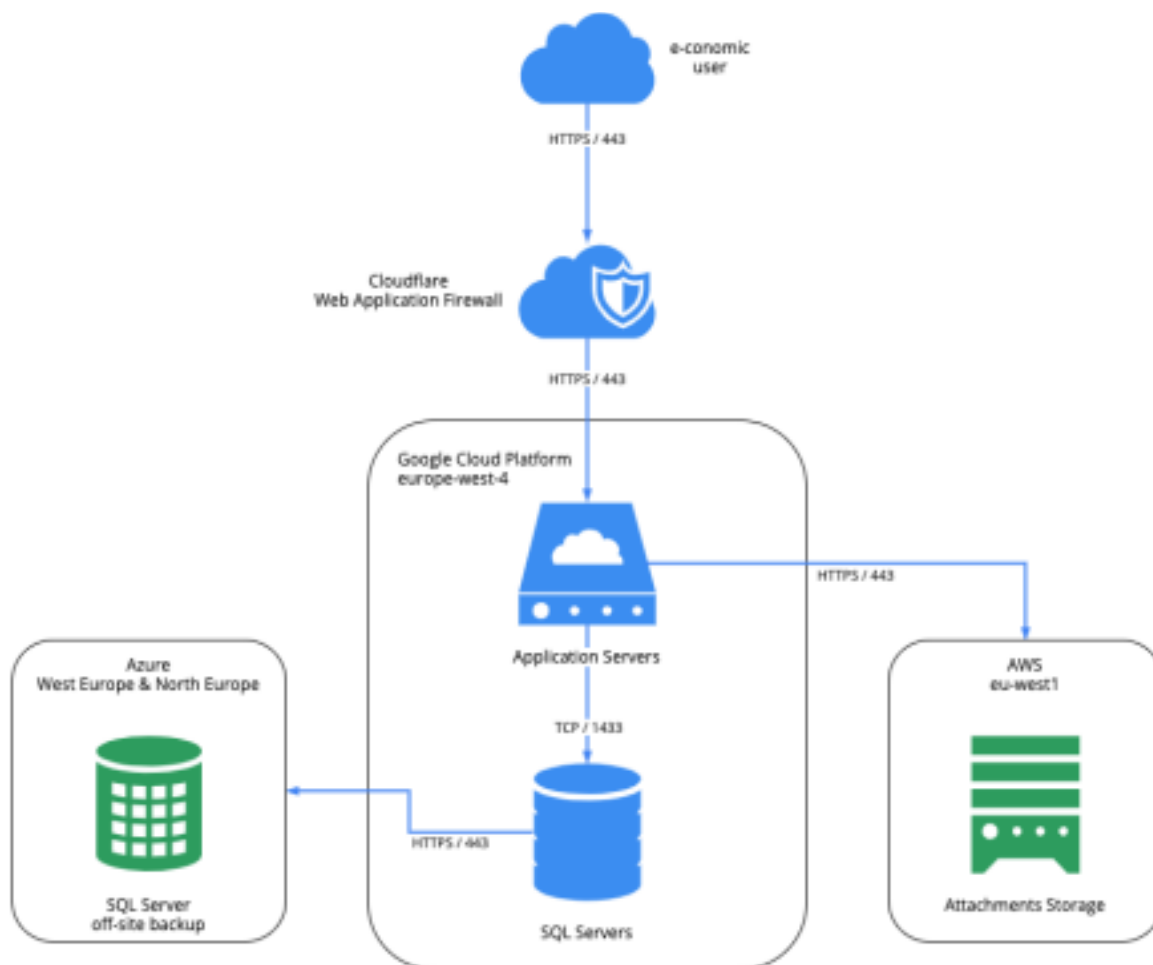 e-conomic
user
HTTPS / 443
Cloudflare
Web Application Firewall
HTTPS / 443
Google Cloud Platform
europe-west-4
HTTPS / 443
Application Servers
Azure
West Europe & North Europe
AWS
eu-west1
TCP / 1433
HTTPS / 443
SQL Server
off-site backup
SQL Servers
Attachments Storage